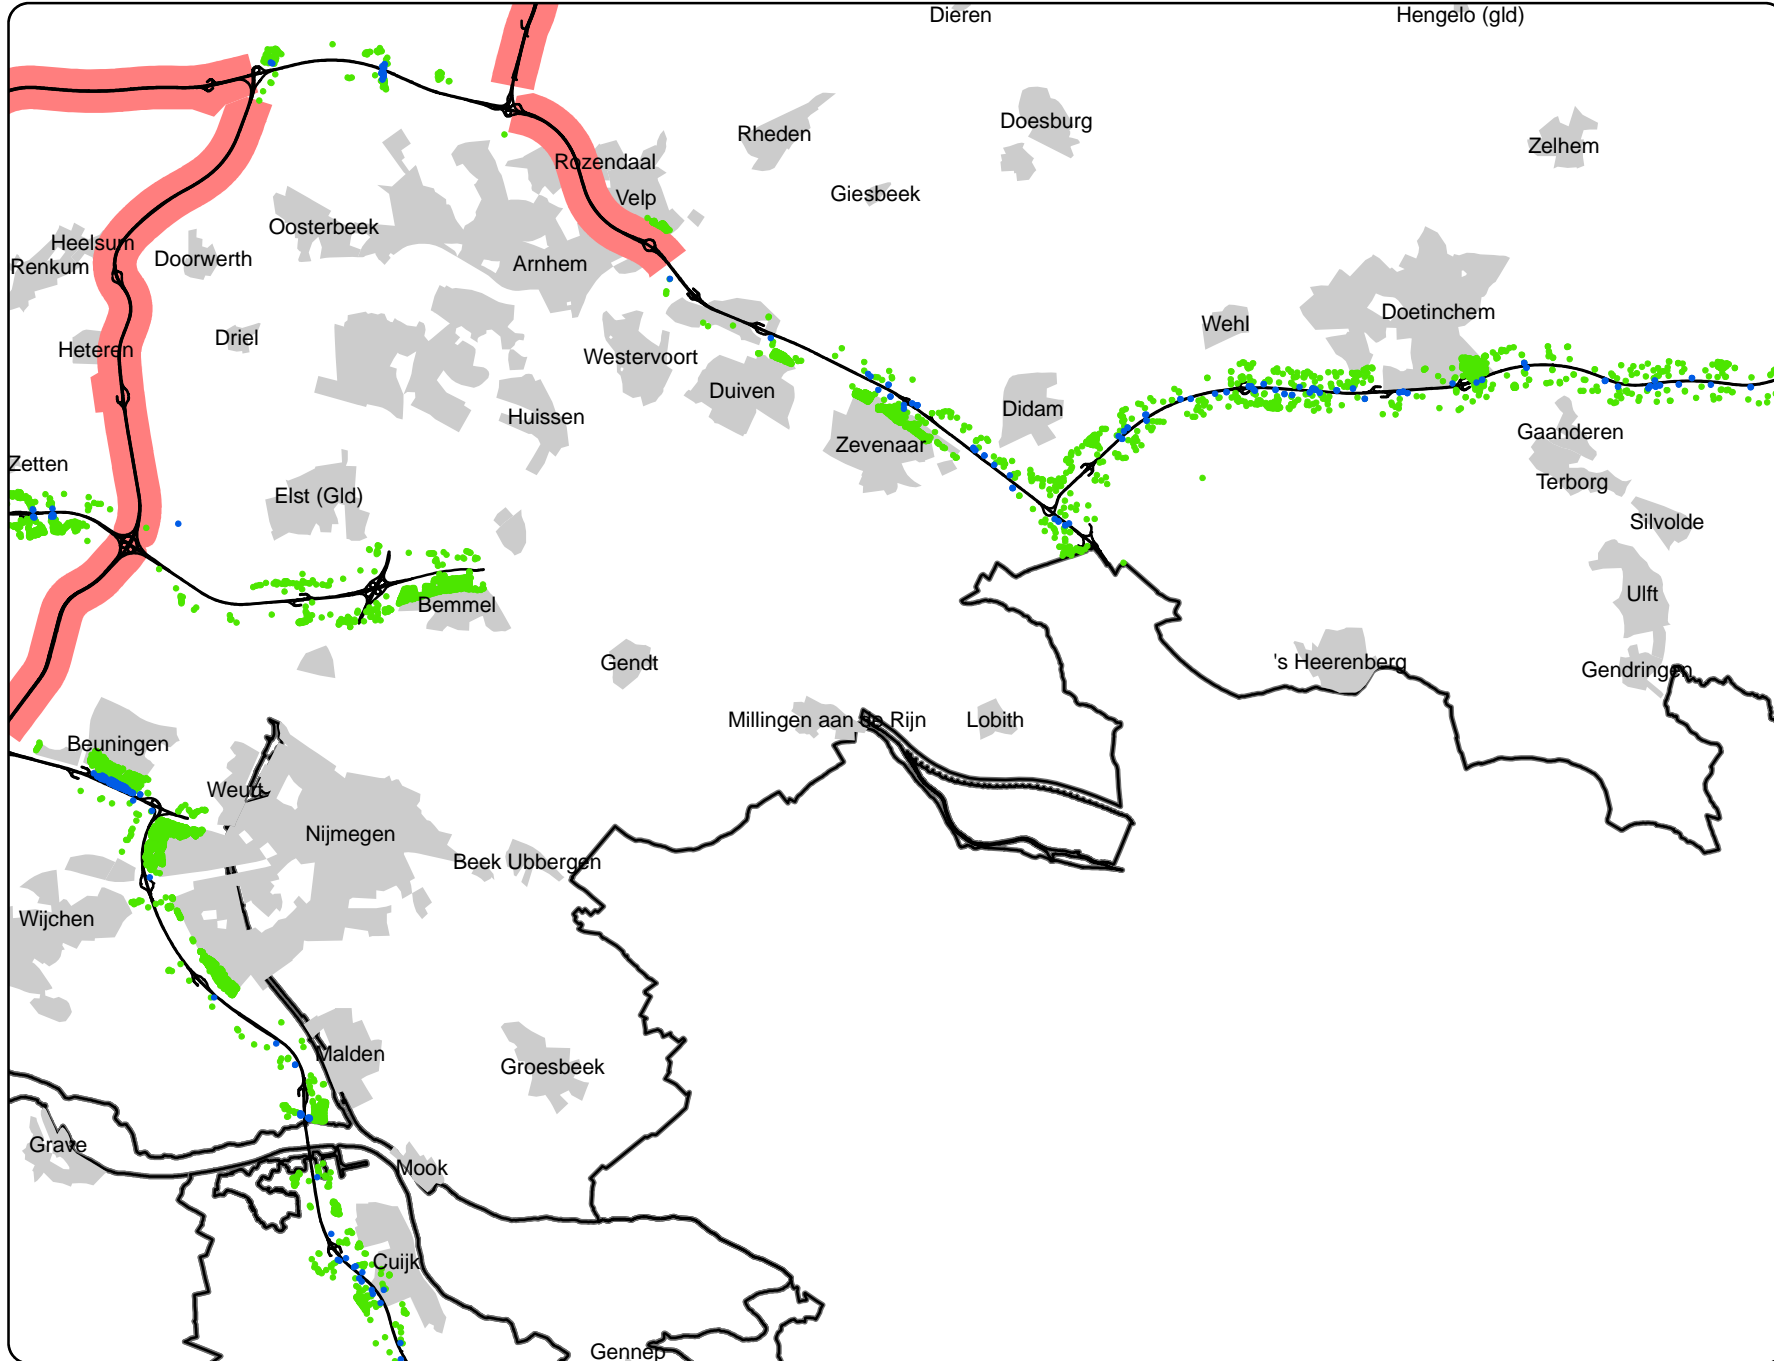 Dieren
Hengelo (gld)
Doesburg
Rheden
Zelhem
Rozendaal
Velp
Giesbeek
Oosterbeek
Heelsum
Doorwerth
Renkum
Arnhem
Doetinchem
Wehl
Driel
Heteren
Westervoort
Duiven
Didam
Huissen
Gaanderen
Zevenaar
Zetten
Terborg
Elst (Gld)
Silvolde
Ulft
Bemmel
Gendt
's Heerenberg
Gendringen
Millingen aan de Rijn
Lobith
Beuningen
Weurt
Nijmegen
Beek Ubbergen
Wijchen
Malden
Groesbeek
Grave
Mook
Cuijk
Gennep